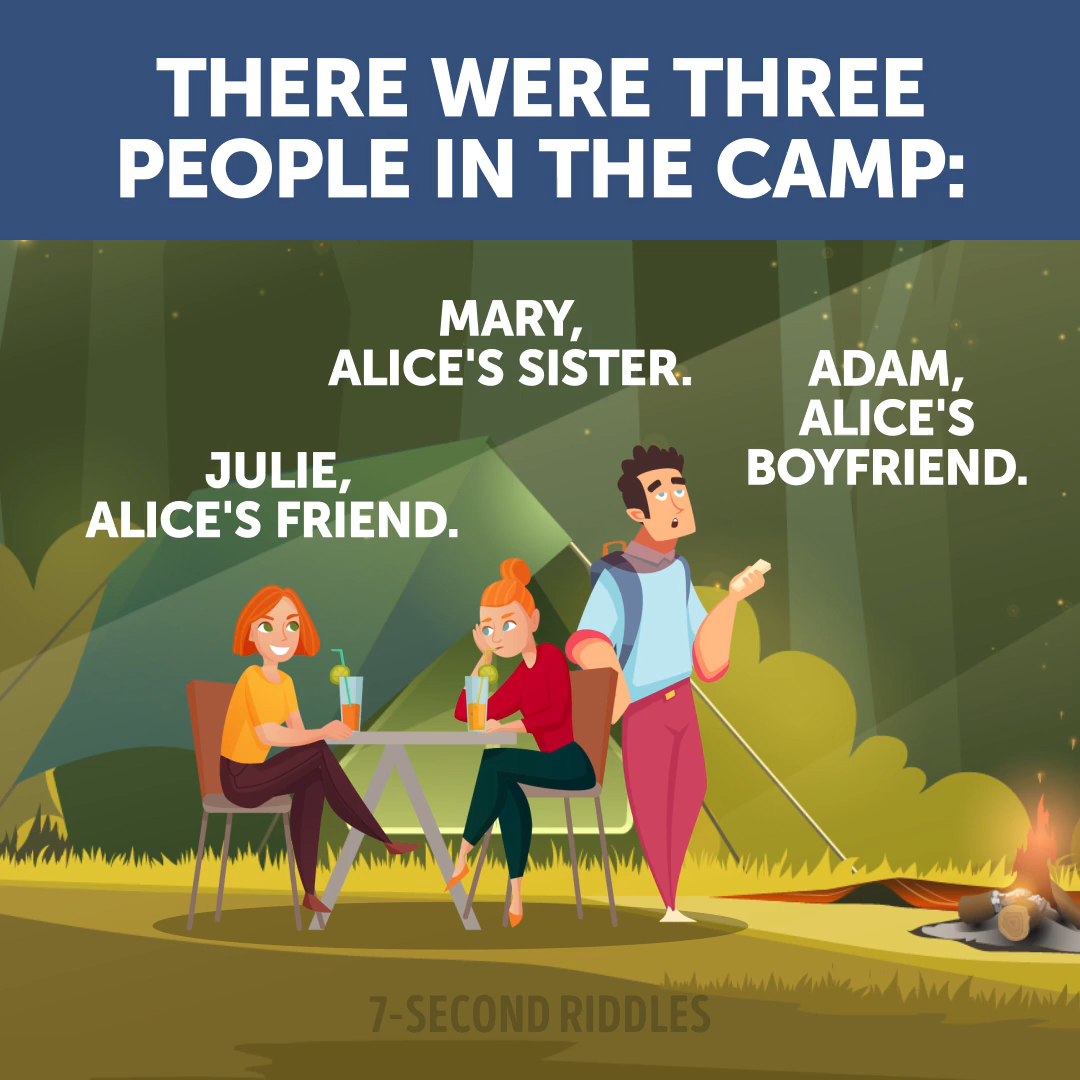 THERE WERE THREE
PEOPLE IN THE CAMP:
MARY,
ALICE'S SISTER.
ADAM,
ALICE'S
BOYFRIEND.
JULIE,
ALICE'S FRIEND.
7-SECOND RIDDLES